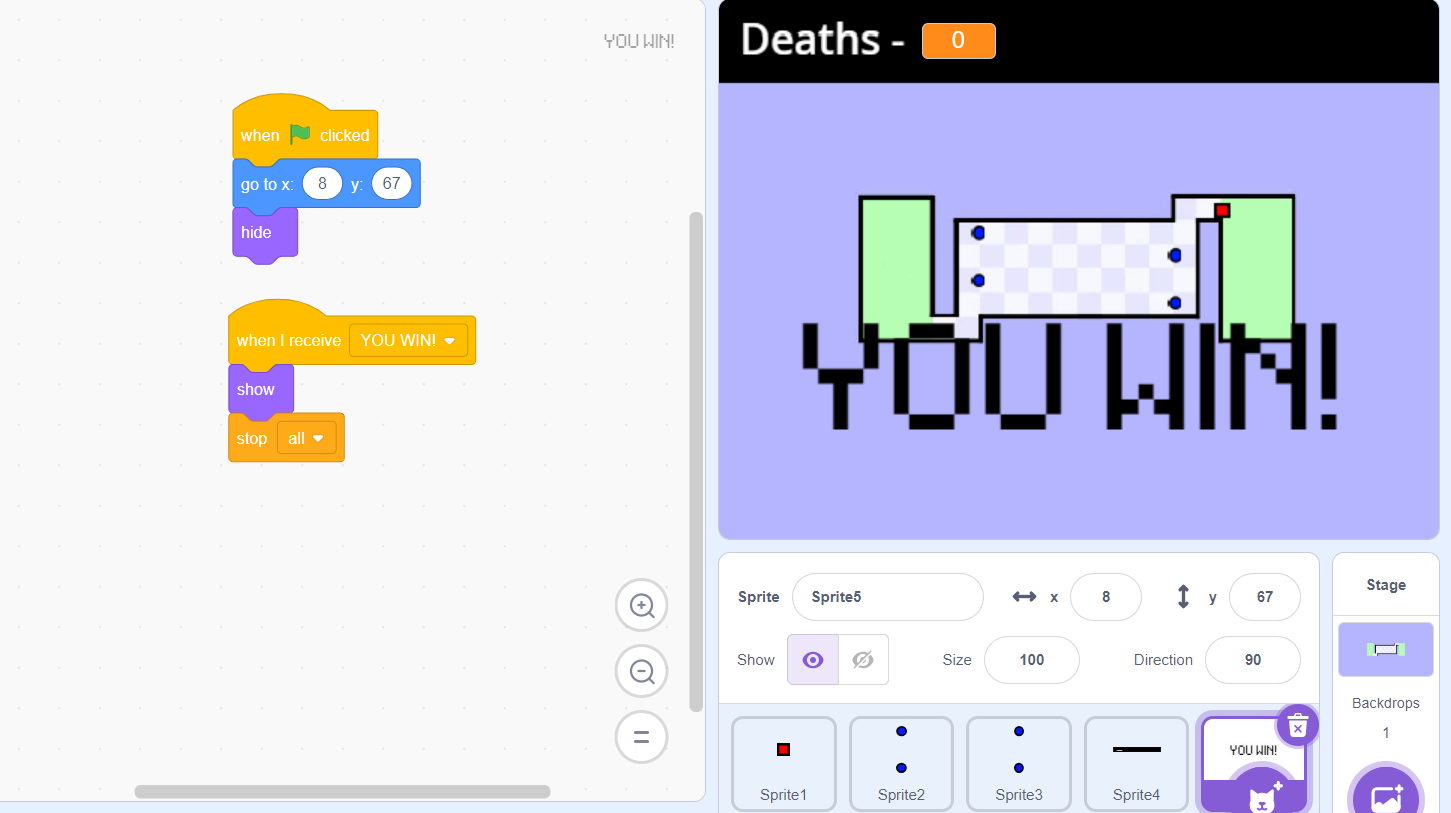 YOU WIN!
when clicked
go to x: 8 y: 67
hide
when I receive YOU WIN!
show
stop all
Deaths - 0
YOU WIN!
Sprite Sprite5 x 8 y 67
Show Size 100 Direction 90
Stage
Backdrops
1
YOU WIN!
Sprite1 Sprite2 Sprite3 Sprite4